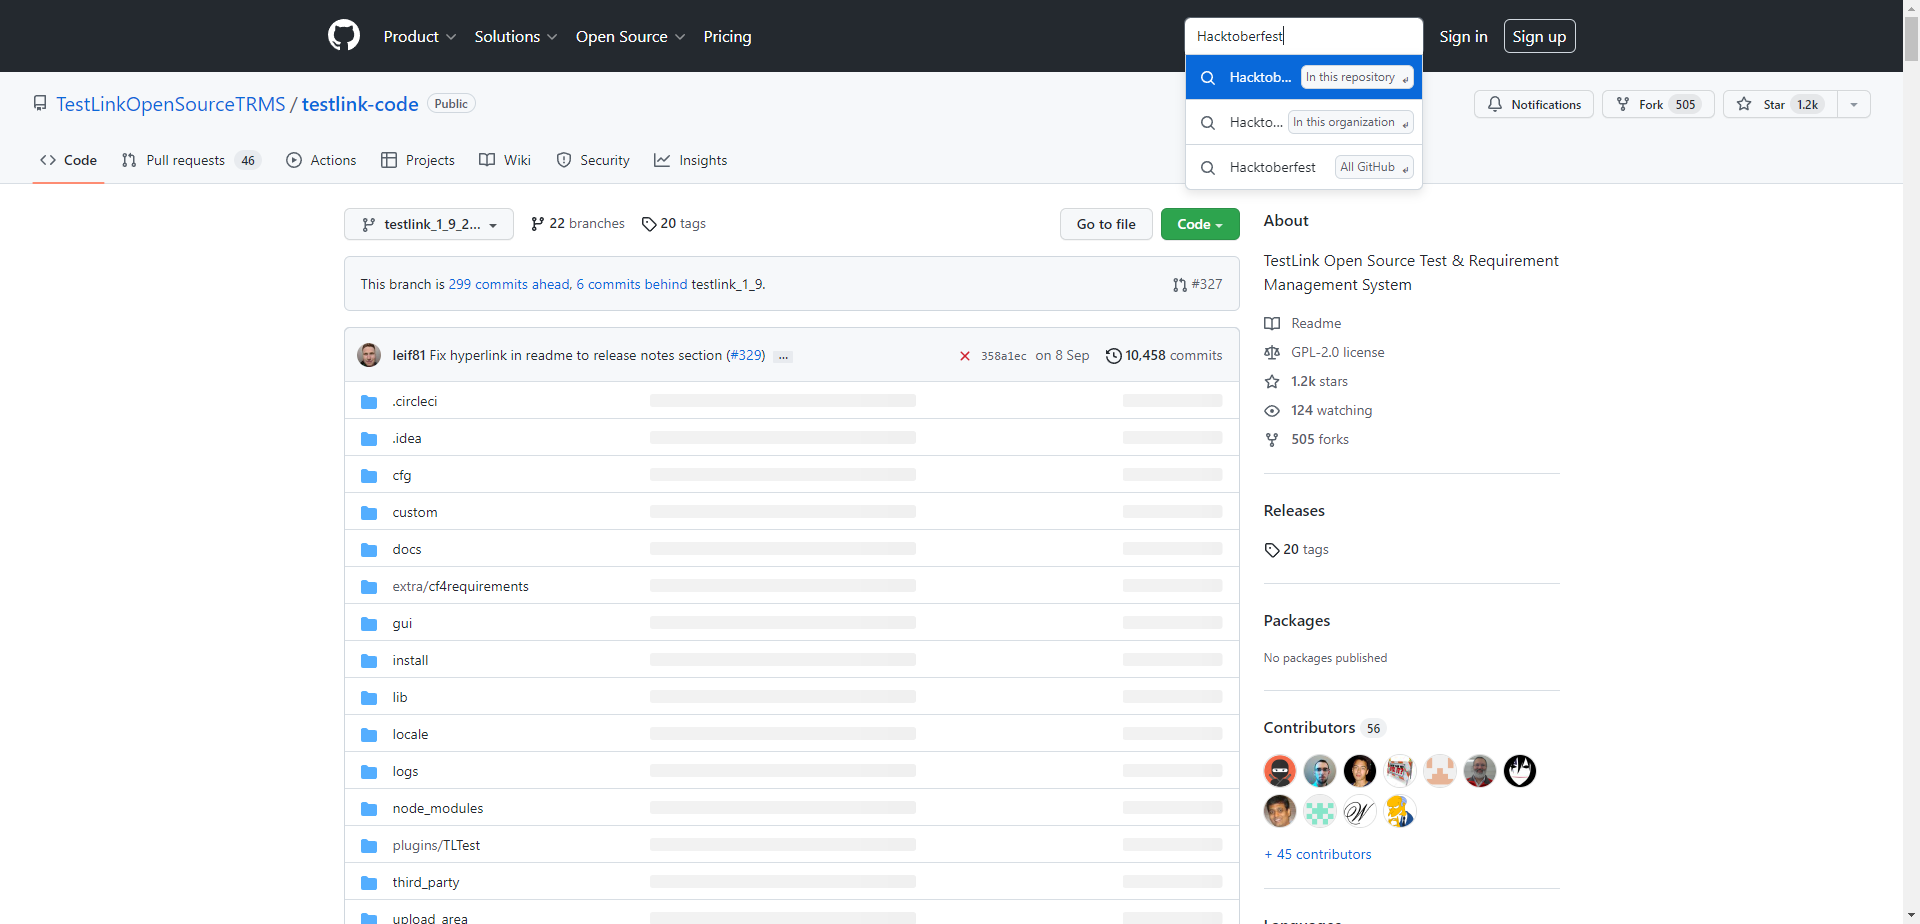 Product
Solutions
Open Source
Pricing
Hacktoberfest
Sign in
Sign up
Hacktob... In this repository
Hackto... In this organization
Hacktoberfest All GitHub
TestLinkOpenSourceTRMS / testlink-code Public
Notifications
Fork 505
Star 1.2k
Code
Pull requests 46
Actions
Projects
Wiki
Security
Insights
testlink_1_9_2...
22 branches
20 tags
Go to file
Code
This branch is 299 commits ahead, 6 commits behind testlink_1_9.
#327
leif81 Fix hyperlink in readme to release notes section (#329) ...
358a1ec on 8 Sep
10,458 commits
.circleci
.idea
cfg
custom
docs
extra/cf4requirements
gui
install
lib
locale
logs
node_modules
plugins/TLTest
third_party
upload_area
About
TestLink Open Source Test & Requirement
Management System
Readme
GPL-2.0 license
1.2k stars
124 watching
505 forks
Releases
20 tags
Packages
No packages published
Contributors 56
+ 45 contributors
Languages